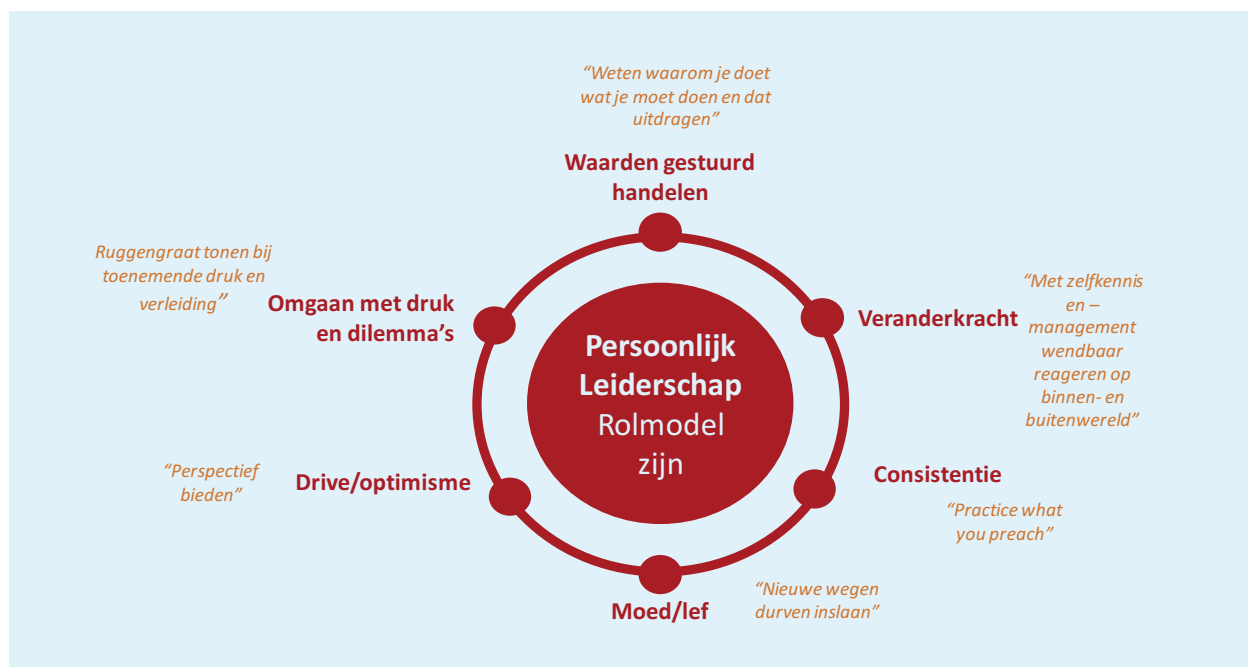 “Weten waarom je doet
wat je moet doen en dat
uitdragen”
Waarden gestuurd
handelen
Ruggengraat tonen bij
toenemende druk en
verleiding”
Omgaan met druk
en dilemma’s
Veranderkracht
“Met zelfkennis
en –
management
wendbaar
reageren op
binnen- en
buitenwereld”
Persoonlijk
Leiderschap
Rolmodel
zijn
“Perspectief
bieden”
Drive/optimisme
Consistentie
“Practice what
you preach”
Moed/lef
“Nieuwe wegen
durven inslaan”